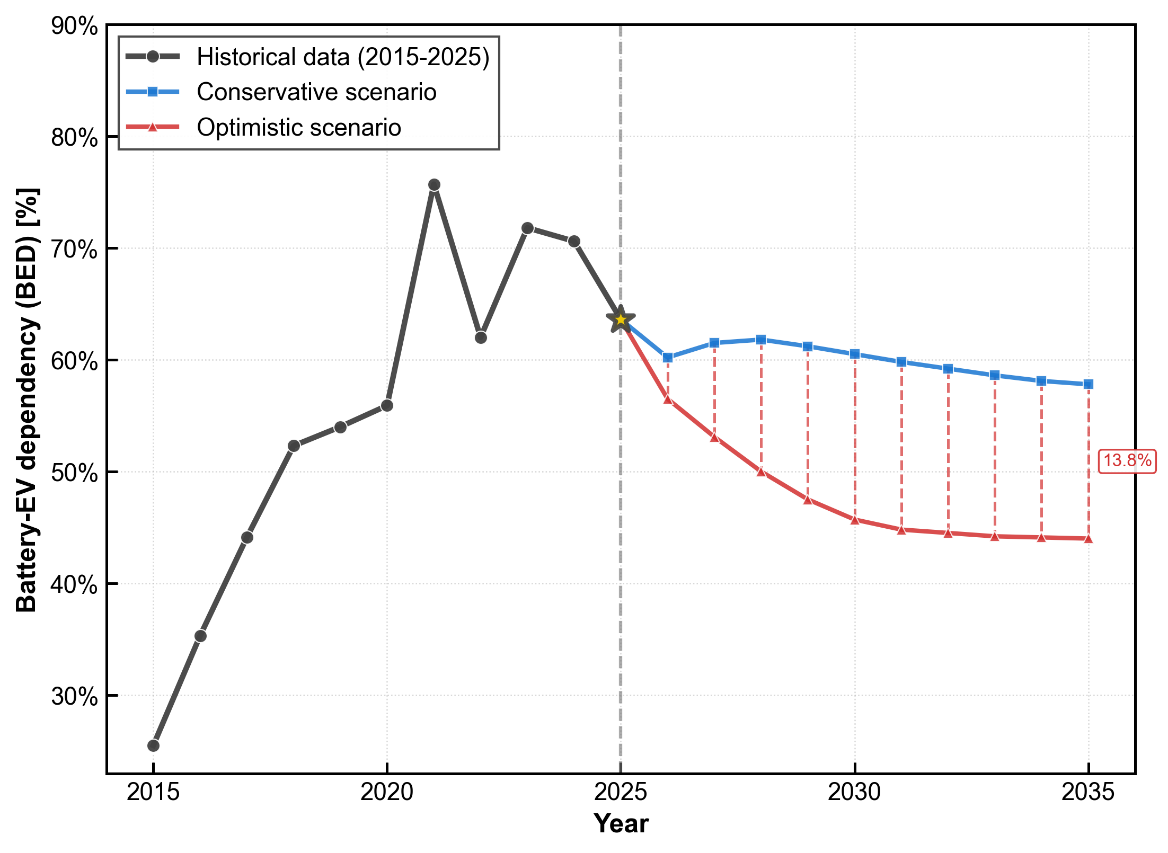 90%
80%
70%
60%
50%
40%
30%
Battery-EV dependency (BED) [%]
Historical data (2015-2025)
Conservative scenario
Optimistic scenario
13.8%
2015
2020
2025
2030
2035
Year